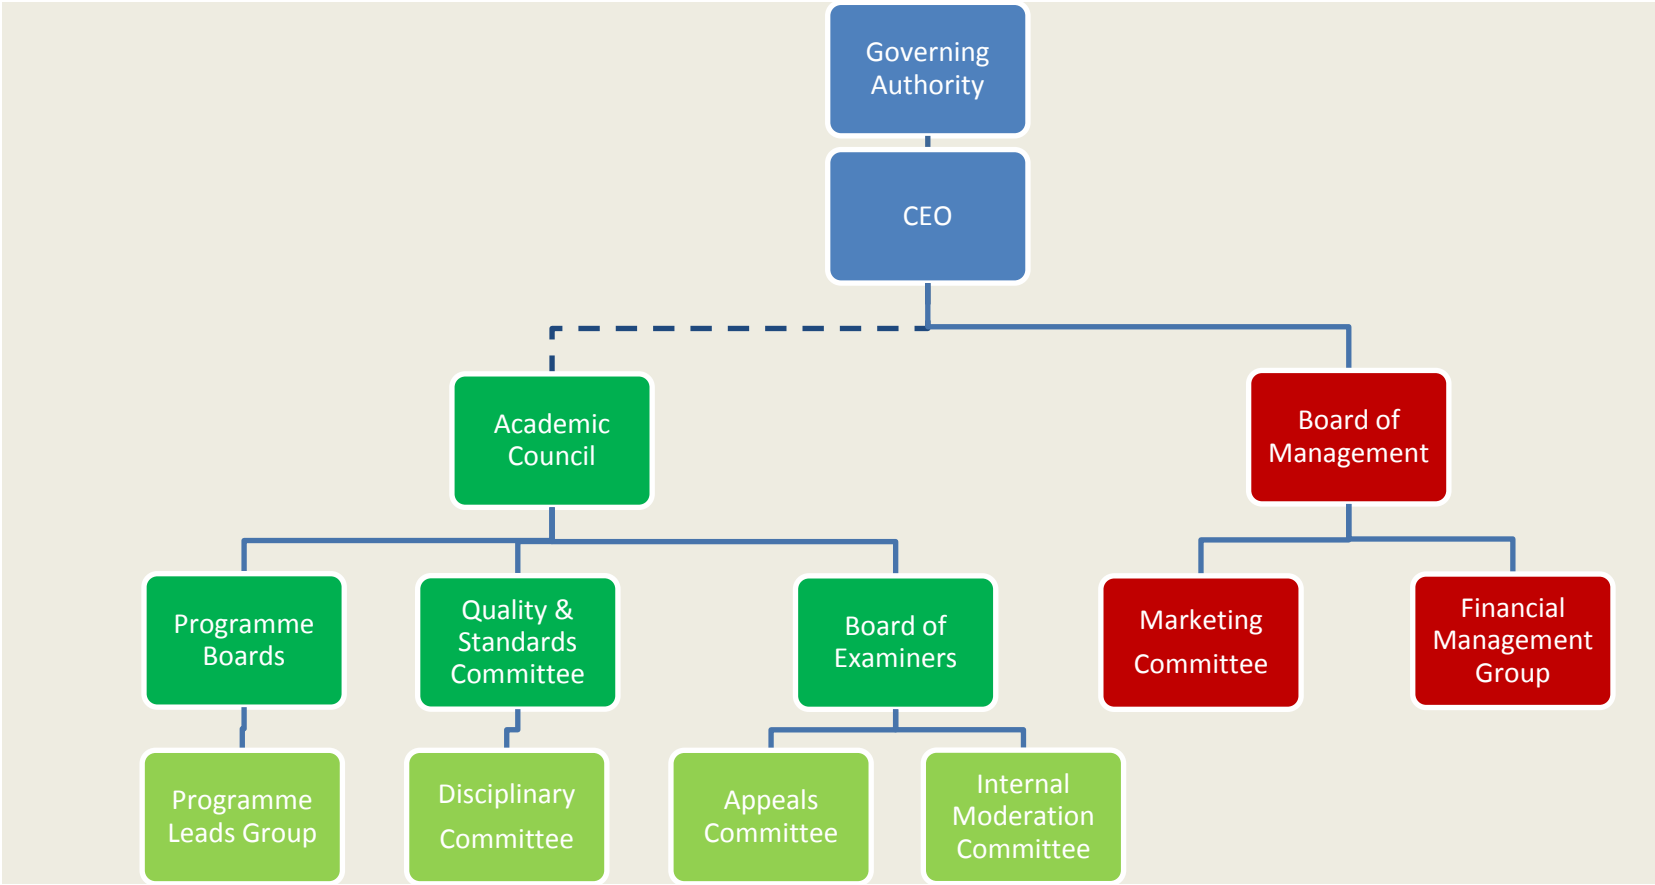 Governing
Authority
CEO
Academic
Council
Board of
Management
Programme
Boards
Quality &
Standards
Committee
Board of
Examiners
Marketing
Committee
Financial
Management
Group
Programme
Leads Group
Disciplinary
Committee
Appeals
Committee
Internal
Moderation
Committee